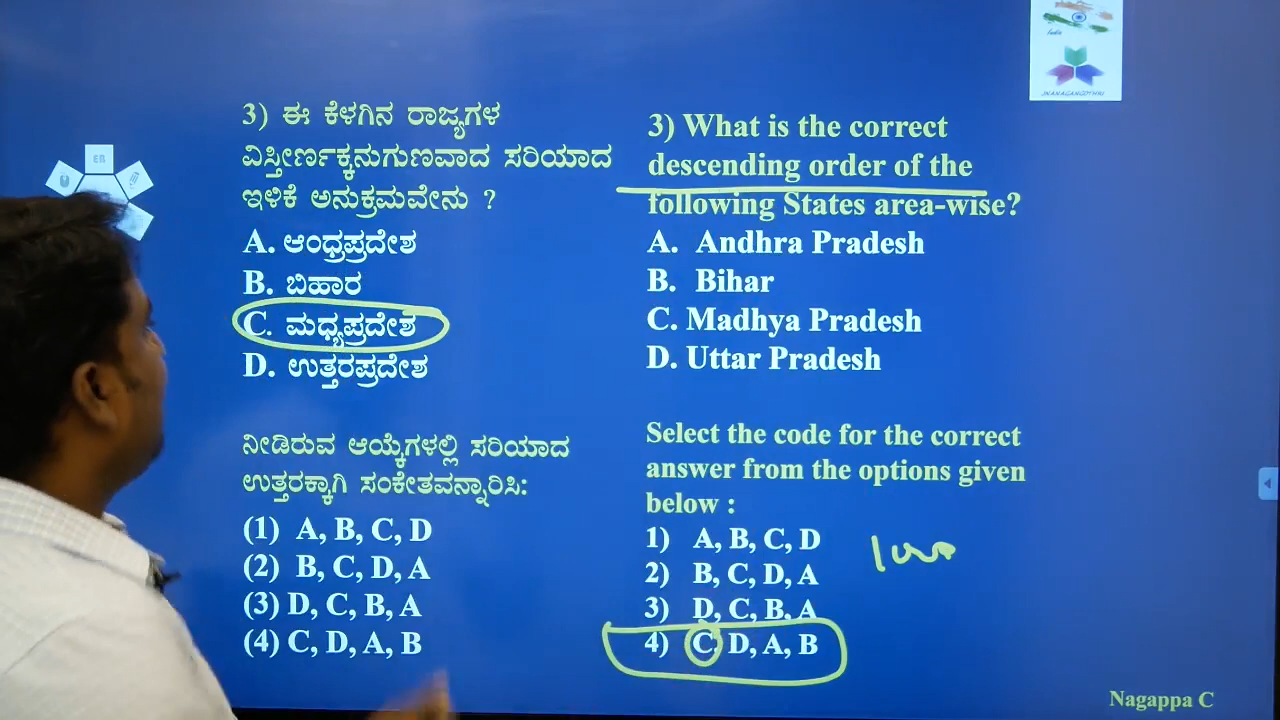 3) ಈ ಕೆಳಗಿನ ರಾಜ್ಯಗಳ
ವಿಸ್ತೀರ್ಣಕ್ಕನುಗುಣವಾದ ಸರಿಯಾದ
ಇಳಿಕೆ ಅನುಕ್ರಮವೇನು ?
A. ಆಂಧ್ರಪ್ರದೇಶ
B. ಬಿಹಾರ
C. ಮಧ್ಯಪ್ರದೇಶ
D. ಉತ್ತರಪ್ರದೇಶ
ನೀಡಿರುವ ಆಯ್ಕೆಗಳಲ್ಲಿ ಸರಿಯಾದ
ಉತ್ತರಕ್ಕಾಗಿ ಸಂಕೇತವನ್ನಾರಿಸಿ:
(1) A, B, C, D
(2) B, C, D, A
(3) D, C, B, A
(4) C, D, A, B
3) What is the correct
descending order of the
following States area-wise?
A. Andhra Pradesh
B. Bihar
C. Madhya Pradesh
D. Uttar Pradesh
Select the code for the correct
answer from the options given
below :
1) A, B, C, D
2) B, C, D, A
3) D, C, B, A
4) C, D, A, B
India
JNANAGANGOTHRI
Nagappa C